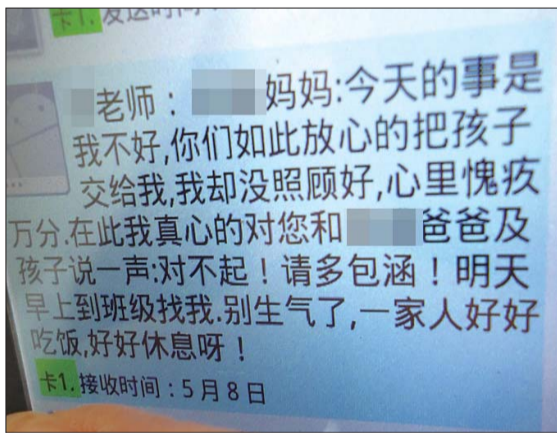 卡1.发送时间:
老师:妈妈:今天的事是
我不好,你们如此放心的把孩子
交给我,我却没照顾好,心里愧疚
万分.在此我真心的对您和爸爸及
孩子说一声:对不起!请多包涵!明天
早上到班级找我.别生气了,一家人好好
吃饭,好好休息呀!
卡1.接收时间:5月8日